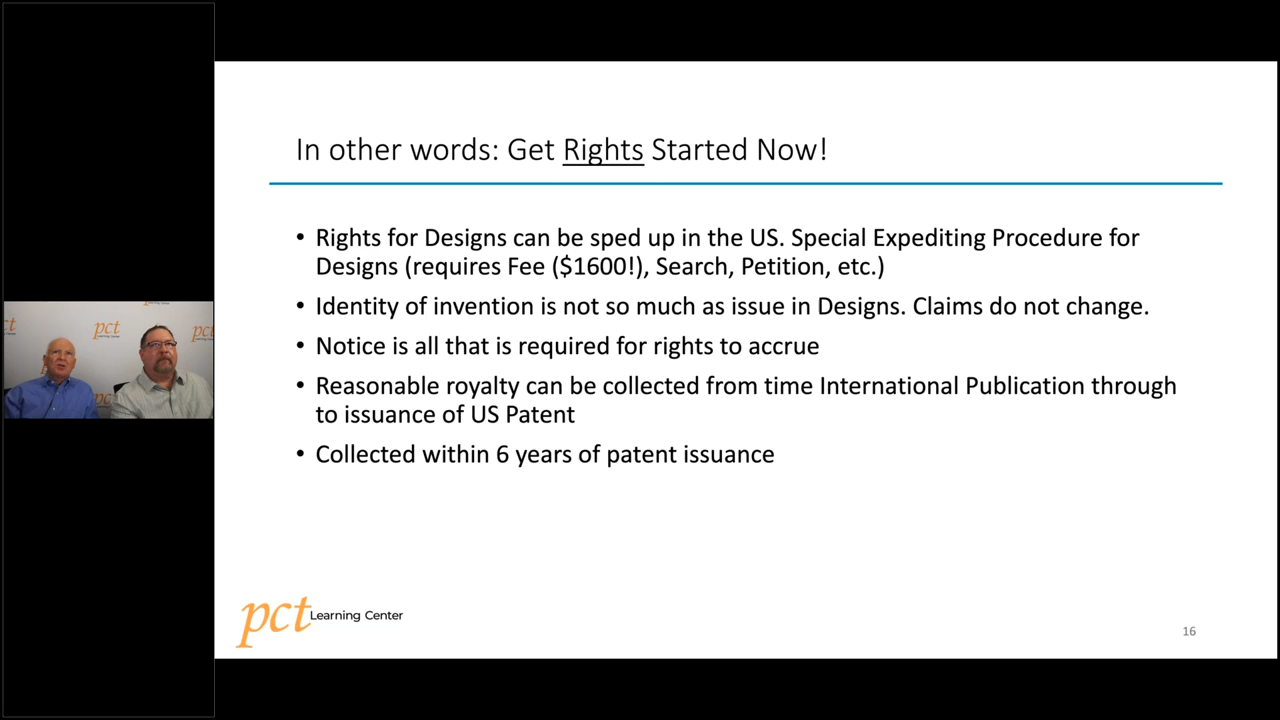 In other words: Get Rights Started Now!
• Rights for Designs can be sped up in the US. Special Expediting Procedure for
Designs (requires Fee ($1600!), Search, Petition, etc.)
• Identity of invention is not so much as issue in Designs. Claims do not change.
• Notice is all that is required for rights to accrue
• Reasonable royalty can be collected from time International Publication through
to issuance of US Patent
• Collected within 6 years of patent issuance
pct Learning Center
16
pct